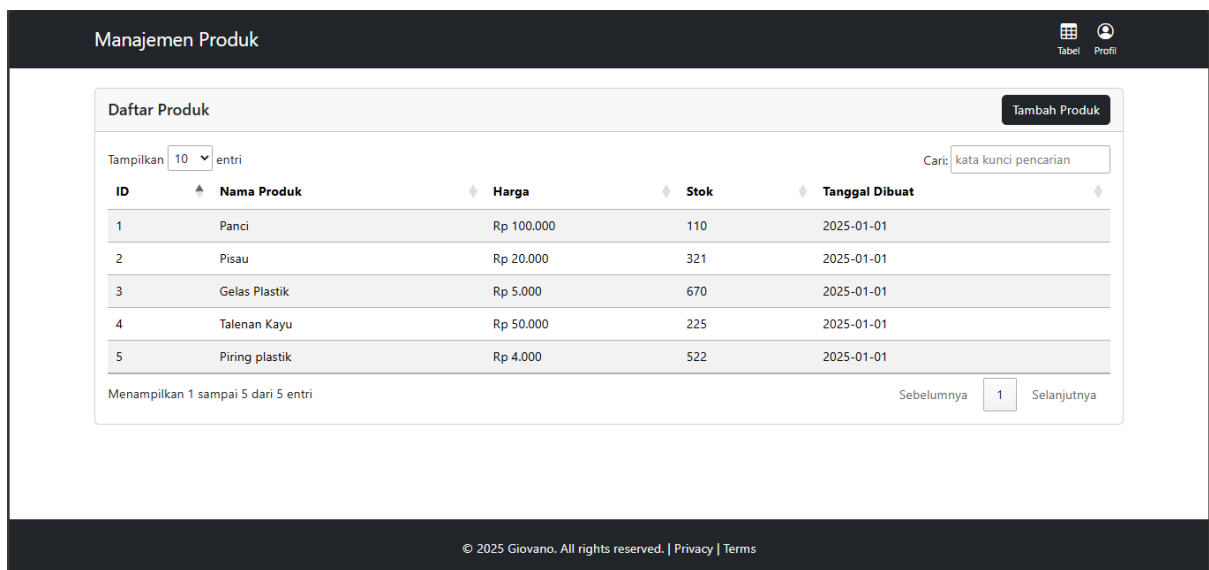 Manajemen Produk
Tabel Profil
Daftar Produk
Tambah Produk
Tampilkan 10 entri
Cari: kata kunci pencarian
ID Nama Produk Harga Stok Tanggal Dibuat
1 Panci Rp 100.000 110 2025-01-01
2 Pisau Rp 20.000 321 2025-01-01
3 Gelas Plastik Rp 5.000 670 2025-01-01
4 Talenan Kayu Rp 50.000 225 2025-01-01
5 Piring plastik Rp 4.000 522 2025-01-01
Menampilkan 1 sampai 5 dari 5 entri
Sebelumnya 1 Selanjutnya
© 2025 Giovano. All rights reserved. | Privacy | Terms